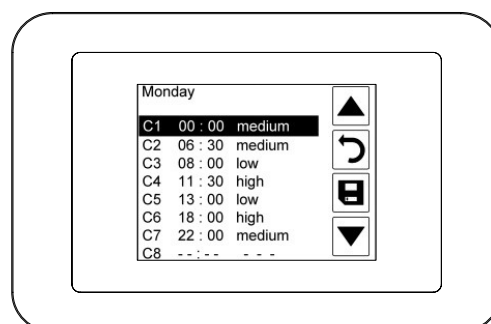 Monday
C1 00 : 00 medium
C2 06 : 30 medium
C3 08 : 00 low
C4 11 : 30 high
C5 13 : 00 low
C6 18 : 00 high
C7 22 : 00 medium
C8 - - : - - - - -